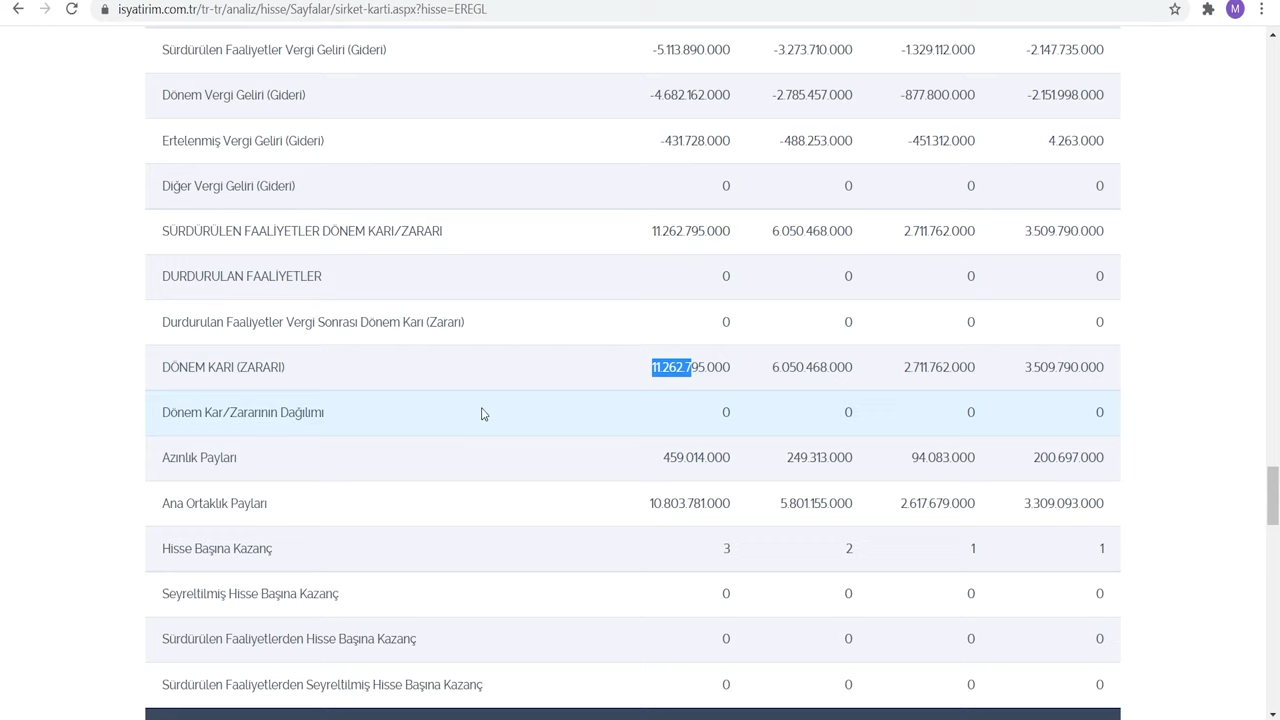 isyatirim.com.tr/tr-tr/analiz/hisse/Sayfalar/sirket-karti.aspx?hisse=EREGL
M
Sürdürülen Faaliyetler Vergi Geliri (Gideri) -5.113.890.000 -3.273.710.000 -1.329.112.000 -2.147.735.000
Dönem Vergi Geliri (Gideri) -4.682.162.000 -2.785.457.000 -877.800.000 -2.151.998.000
Ertelenmiş Vergi Geliri (Gideri) -431.728.000 -488.253.000 -451.312.000 4.263.000
Diğer Vergi Geliri (Gideri) 0 0 0 0
SÜRDÜRÜLEN FAALİYETLER DÖNEM KARI/ZARARI 11.262.795.000 6.050.468.000 2.711.762.000 3.509.790.000
DURDURULAN FAALİYETLER 0 0 0 0
Durdurulan Faaliyetler Vergi Sonrası Dönem Karı (Zararı) 0 0 0 0
DÖNEM KARI (ZARARI) 11.262.795.000 6.050.468.000 2.711.762.000 3.509.790.000
Dönem Kar/Zararının Dağılımı 0 0 0 0
Azınlık Payları 459.014.000 249.313.000 94.083.000 200.697.000
Ana Ortaklık Payları 10.803.781.000 5.801.155.000 2.617.679.000 3.309.093.000
Hisse Başına Kazanç 3 2 1 1
Seyreltilmiş Hisse Başına Kazanç 0 0 0 0
Sürdürülen Faaliyetlerden Hisse Başına Kazanç 0 0 0 0
Sürdürülen Faaliyetlerden Seyreltilmiş Hisse Başına Kazanç 0 0 0 0